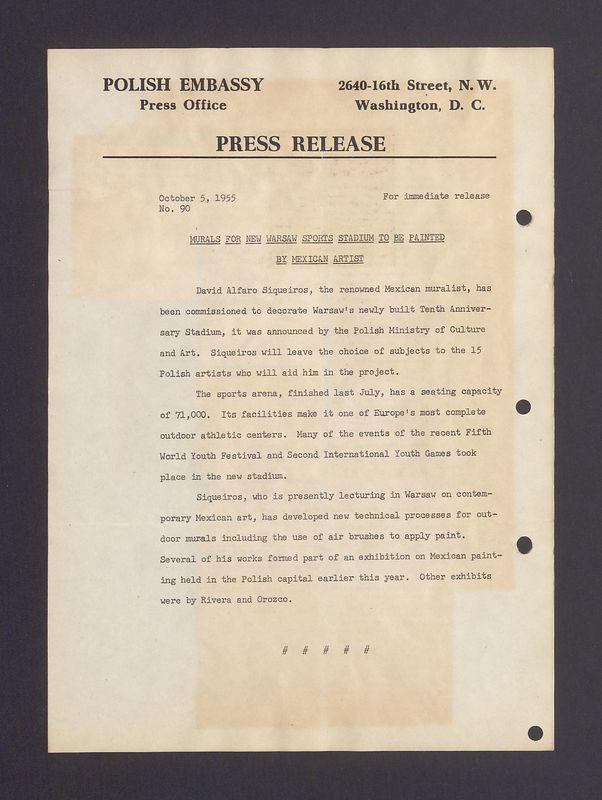 POLISH EMBASSY
Press Office
2640-16th Street, N. W.
Washington, D. C.
PRESS RELEASE
October 5, 1955
No. 90
For immediate release
MURALS FOR NEW WARSAW SPORTS STADIUM TO BE PAINTED
BY MEXICAN ARTIST
David Alfaro Siqueiros, the renowned Mexican muralist, has
been commissioned to decorate Warsaw's newly built Tenth Anniver-
sary Stadium, it was announced by the Polish Ministry of Culture
and Art. Siqueiros will leave the choice of subjects to the 15
Polish artists who will aid him in the project.
The sports arena, finished last July, has a seating capacity
of 71,000. Its facilities make it one of Europe's most complete
outdoor athletic centers. Many of the events of the recent Fifth
World Youth Festival and Second International Youth Games took
place in the new stadium.
Siqueiros, who is presently lecturing in Warsaw on contem-
porary Mexican art, has developed new technical processes for out-
door murals including the use of air brushes to apply paint.
Several of his works formed part of an exhibition on Mexican paint-
ing held in the Polish capital earlier this year. Other exhibits
were by Rivera and Orozco.
# # # # #